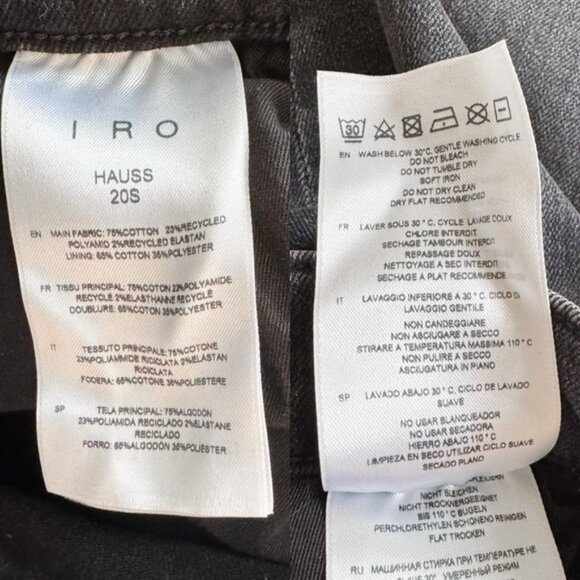 IRO
HAUSS
20S
EN MAIN FABRIC: 75%COTTON 23%RECYCLED
POLYAMID 2%RECYCLED ELASTAN
LINING: 65% COTTON 35%POLYESTER
FR TISSU PRINCIPAL: 75%COTON 23%POLYAMIDE
RECYCLE 2%ELASTHANNE RECYCLE
DOUBLURE: 65%COTON 35%POLYESTER
IT TESSUTO PRINCIPALE: 75%COTONE
23%POLIAMMIDE RICICLATA 2%ELASTAN
RICICLATA
FODERA: 65%COTONE 35%POLIESTERE
SP TELA PRINCIPAL: 75%ALGODÓN
23%POLIAMIDA RECICLADO 2%ELASTANE
RECICLADO
FORRO: 65%ALGODÓN 35%POLIÉSTER
30
EN WASH BELOW 30°C, GENTLE WASHING CYCLE
DO NOT BLEACH
DO NOT TUMBLE DRY
SOFT IRON
DO NOT DRY CLEAN
DRY FLAT RECOMMENDED
FR LAVER SOUS 30 °C, CYCLE LAVAGE DOUX
CHLORE INTERDIT
SECHAGE TAMBOUR INTERDIT
REPASSAGE DOUX
NETTOYAGE A SEC INTERDIT
SECHAGE A PLAT RECOMMENDE
IT LAVAGGIO INFERIORE A 30 °C, CICLO DI
LAVAGGIO GENTILE
NON CANDEGGIARE
NON ASCIUGARE A SECCO
STIRARE A TEMPERATURA MASSIMA 110 °C
NON PULIRE A SECCO
ASCIUGATURA IN PIANO
SP LAVADO ABAJO 30 °C, CICLO DE LAVADO
SUAVE
NO USAR BLANQUEADOR
NO USAR SECADORA
HIERRO ABAJO 110 °C
LIMPIEZA EN SECO UTILIZAR CICLO SUAVE
SECADO PLANO
NICHT BLEICHEN
NICHT TROCKNERGEEIGNET
BIS 110 °C BUGELN
PERCHLORETHYLEN SCHONEND REINIGEN
FLAT TROCKEN
RU МАШИННАЯ СТИРКА ПРИ ТЕМПЕРАТУРЕ НЕ
30°, УМЕРЕННЫЙ РЕЖИМ